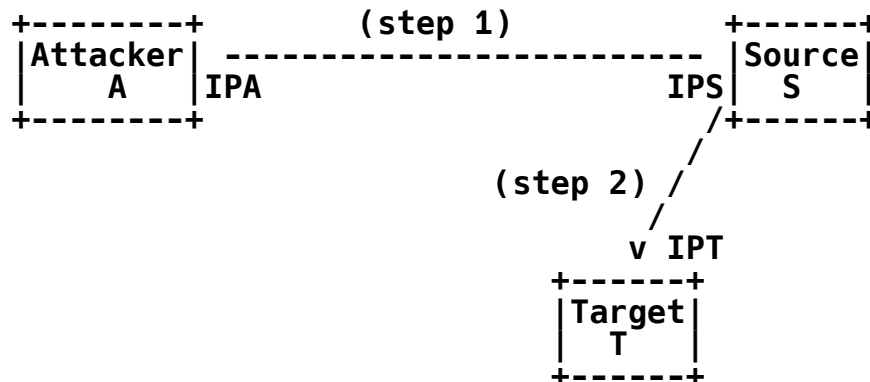 +--------+ (step 1) +------+
|Attacker| ------------------------- |Source|
| A |IPA IPS| S |
+--------+ /+------+
/
(step 2) /
/
v IPT
+------+
|Target|
| T |
+------+